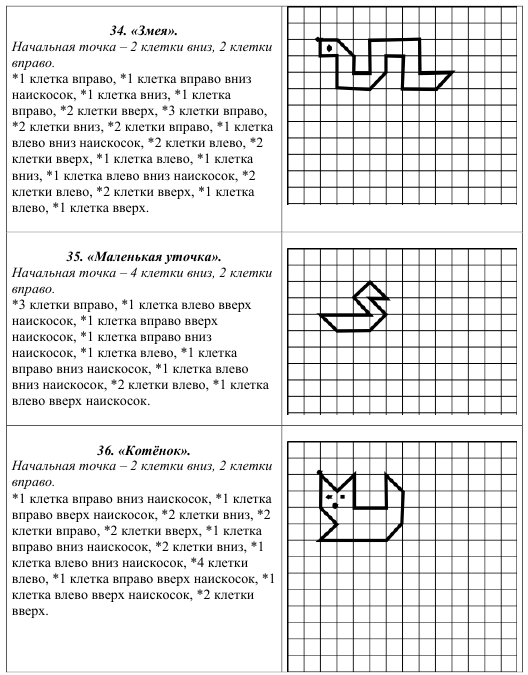 34. «Змея».
Начальная точка – 2 клетки вниз, 2 клетки
вправо.
*1 клетка вправо, *1 клетка вправо вниз
наискосок, *1 клетка вниз, *1 клетка
вправо, *2 клетки вверх, *3 клетки вправо,
*2 клетки вниз, *2 клетки вправо, *1 клетка
влево вниз наискосок, *2 клетки влево, *2
клетки вверх, *1 клетка влево, *1 клетка
вниз, *1 клетка влево вниз наискосок, *2
клетки влево, *2 клетки вверх, *1 клетка
влево, *1 клетка вверх.
35. «Маленькая уточка».
Начальная точка – 4 клетки вниз, 2 клетки
вправо.
*3 клетки вправо, *1 клетка влево вверх
наискосок, *1 клетка вправо вверх
наискосок, *1 клетка вправо вниз
наискосок, *1 клетка влево, *1 клетка
вправо вниз наискосок, *1 клетка влево
вниз наискосок, *2 клетки влево, *1 клетка
влево вверх наискосок.
36. «Котёнок».
Начальная точка – 2 клетки вниз, 2 клетки
вправо.
*1 клетка вправо вниз наискосок, *1 клетка
вправо вверх наискосок, *2 клетки вниз, *2
клетки вправо, *2 клетки вверх, *1 клетка
вправо вниз наискосок, *2 клетки вниз, *1
клетка влево вниз наискосок, *4 клетки
влево, *1 клетка вправо вверх наискосок, *1
клетка влево вверх наискосок, *2 клетки
вверх.